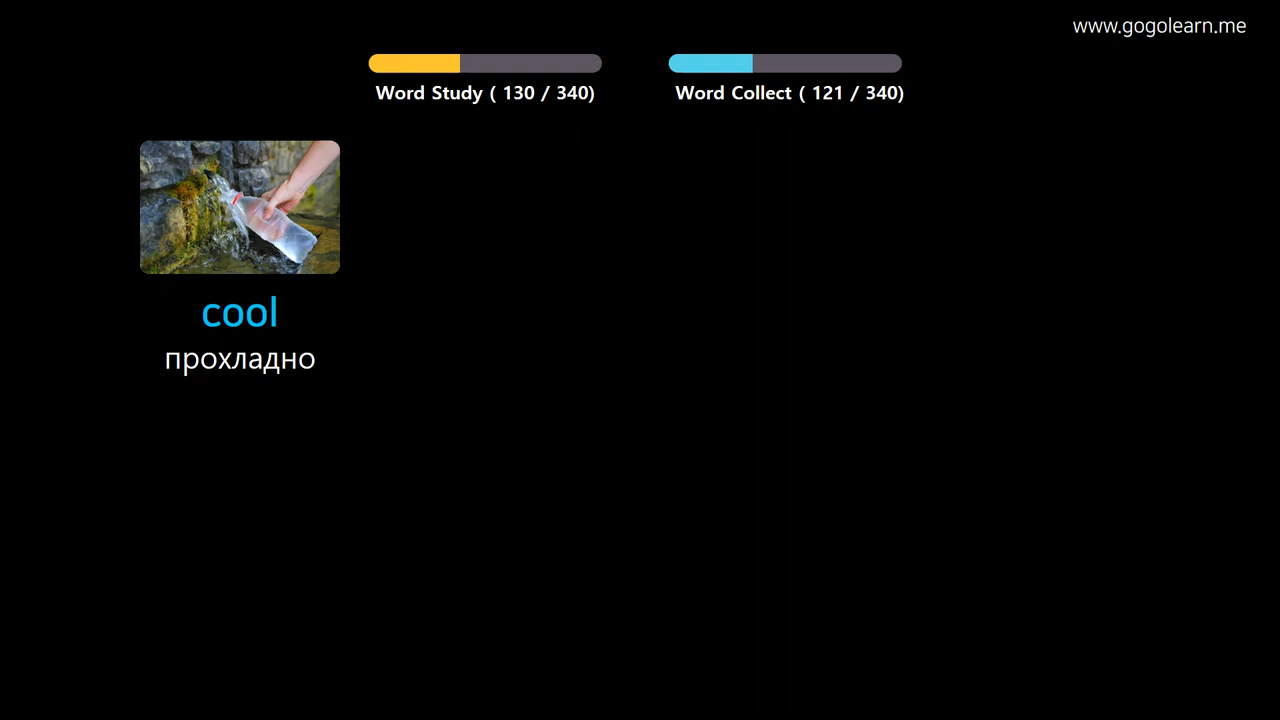 www.gogolearn.me
Word Study ( 130 / 340)
Word Collect ( 121 / 340)
cool
прохладно